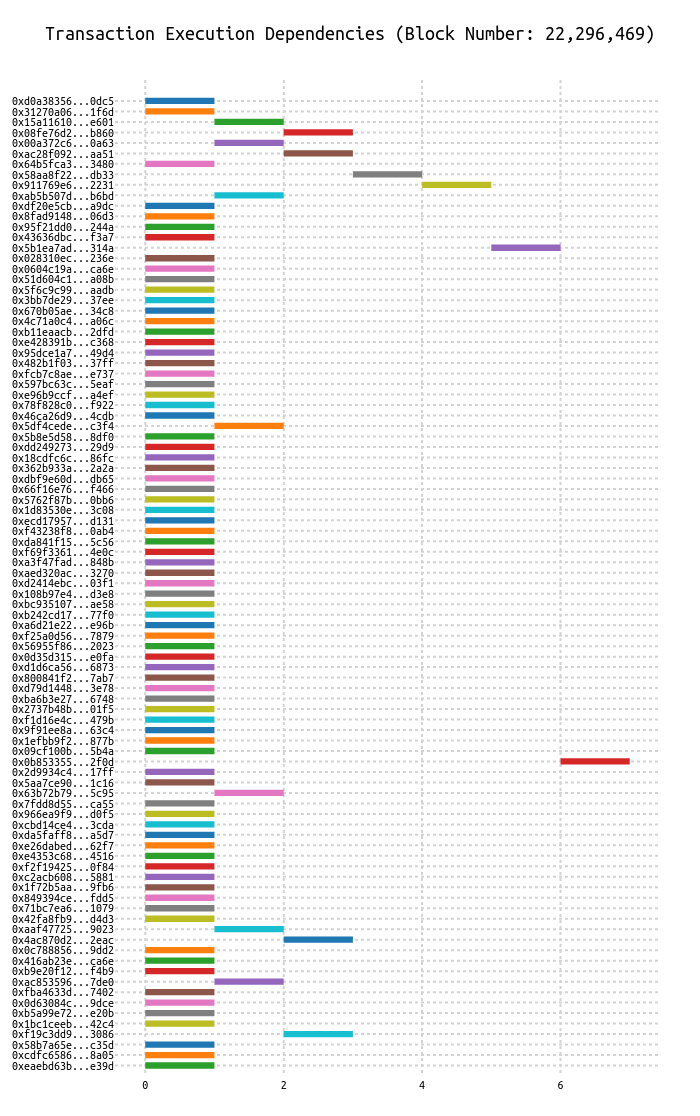 Transaction Execution Dependencies (Block Number: 22,296,469)
0xd0a38356...0dc5
0x31270a06...1f6d
0x15a11610...e601
0x08fe76d2...b860
0x00a372c6...0a63
0xac28f092...aa51
0x64b5fca3...3480
0x58aa8f22...db33
0x911769e6...2231
0xab5b507d...b6bd
0xdf20e5cb...a9dc
0x8fad9148...06d3
0x95f21dd0...244a
0x43636dbc...f3a7
0x5b1ea7ad...314a
0x028310ec...236e
0x0604c19a...ca6e
0x51d604c1...a08b
0x5f6c9c99...aadb
0x3bb7de29...37ee
0x670b05ae...34c8
0x4c71a0c4...a06c
0xb11eaacb...2dfd
0xe428391b...c368
0x95dce1a7...49d4
0x482b1f03...37ff
0xfcb7c8ae...e737
0x597bc63c...5eaf
0xe96b9ccf...a4ef
0x78f828c0...f922
0x46ca26d9...4cdb
0x5df4cede...c3f4
0x5b8e5d58...8df0
0xdd249273...29d9
0x18cdfc6c...86fc
0x362b933a...2a2a
0xdbf9e60d...db65
0x66f16e76...f466
0x5762f87b...0bb6
0x1d83530e...3c08
0xecd17957...d131
0xf43238f8...0ab4
0xda841f15...5c56
0xf69f3361...4e0c
0xa3f47fad...848b
0xaed320ac...3270
0xd2414ebc...03f1
0x108b97e4...d3e8
0xbc935107...ae58
0xb242cd17...77f0
0xa6d21e22...e96b
0xf25a0d56...7879
0x56955f86...2023
0x0d35d315...e0fa
0xd1d6ca56...6873
0x800841f2...7ab7
0xd79d1448...3e78
0xba6b3e27...6748
0x2737b48b...01f5
0xf1d16e4c...479b
0x9f91ee8a...63c4
0x1efbb9f2...877b
0x09cf100b...5b4a
0x0b853355...2f0d
0x2d9934c4...17ff
0x5aa7ce90...1c16
0x63b72b79...5c95
0x7fdd8d55...ca55
0x966ea9f9...d0f5
0xcbd14ce4...3cda
0xda5faff8...a5d7
0xe26dabed...62f7
0xe4353c68...4516
0xf2f19425...0f84
0xc2acb608...5881
0x1f72b5aa...9fb6
0x849394ce...fdd5
0x71bc7ea6...1079
0x42fa8fb9...d4d3
0xaaf47725...9023
0x4ac870d2...2eac
0x0c788856...9dd2
0x416ab23e...ca6e
0xb9e20f12...f4b9
0xac853596...7de0
0xfba4633d...7402
0x0d63084c...9dce
0xb5a99e72...e20b
0x1bc1ceeb...42c4
0xf19c3dd9...3086
0x58b7a65e...c35d
0xcdfc6586...8a05
0xeaebd63b...e39d
0 2 4 6